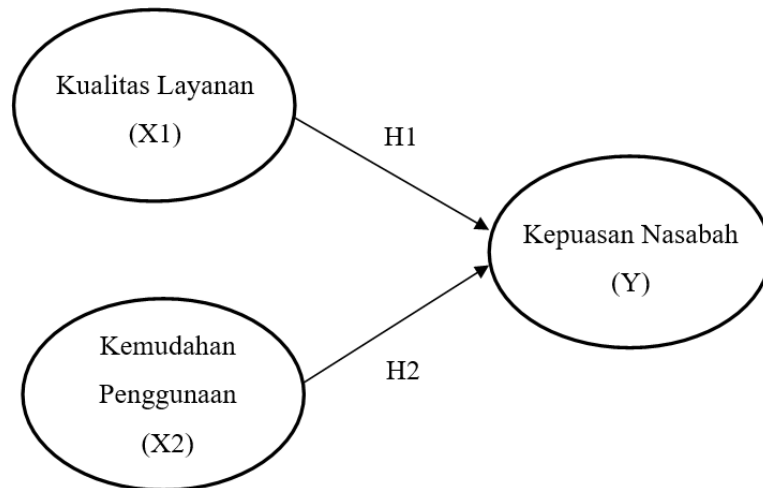 Kualitas Layanan
(X1)
H1
Kepuasan Nasabah
(Y)
Kemudahan
Penggunaan
(X2)
H2